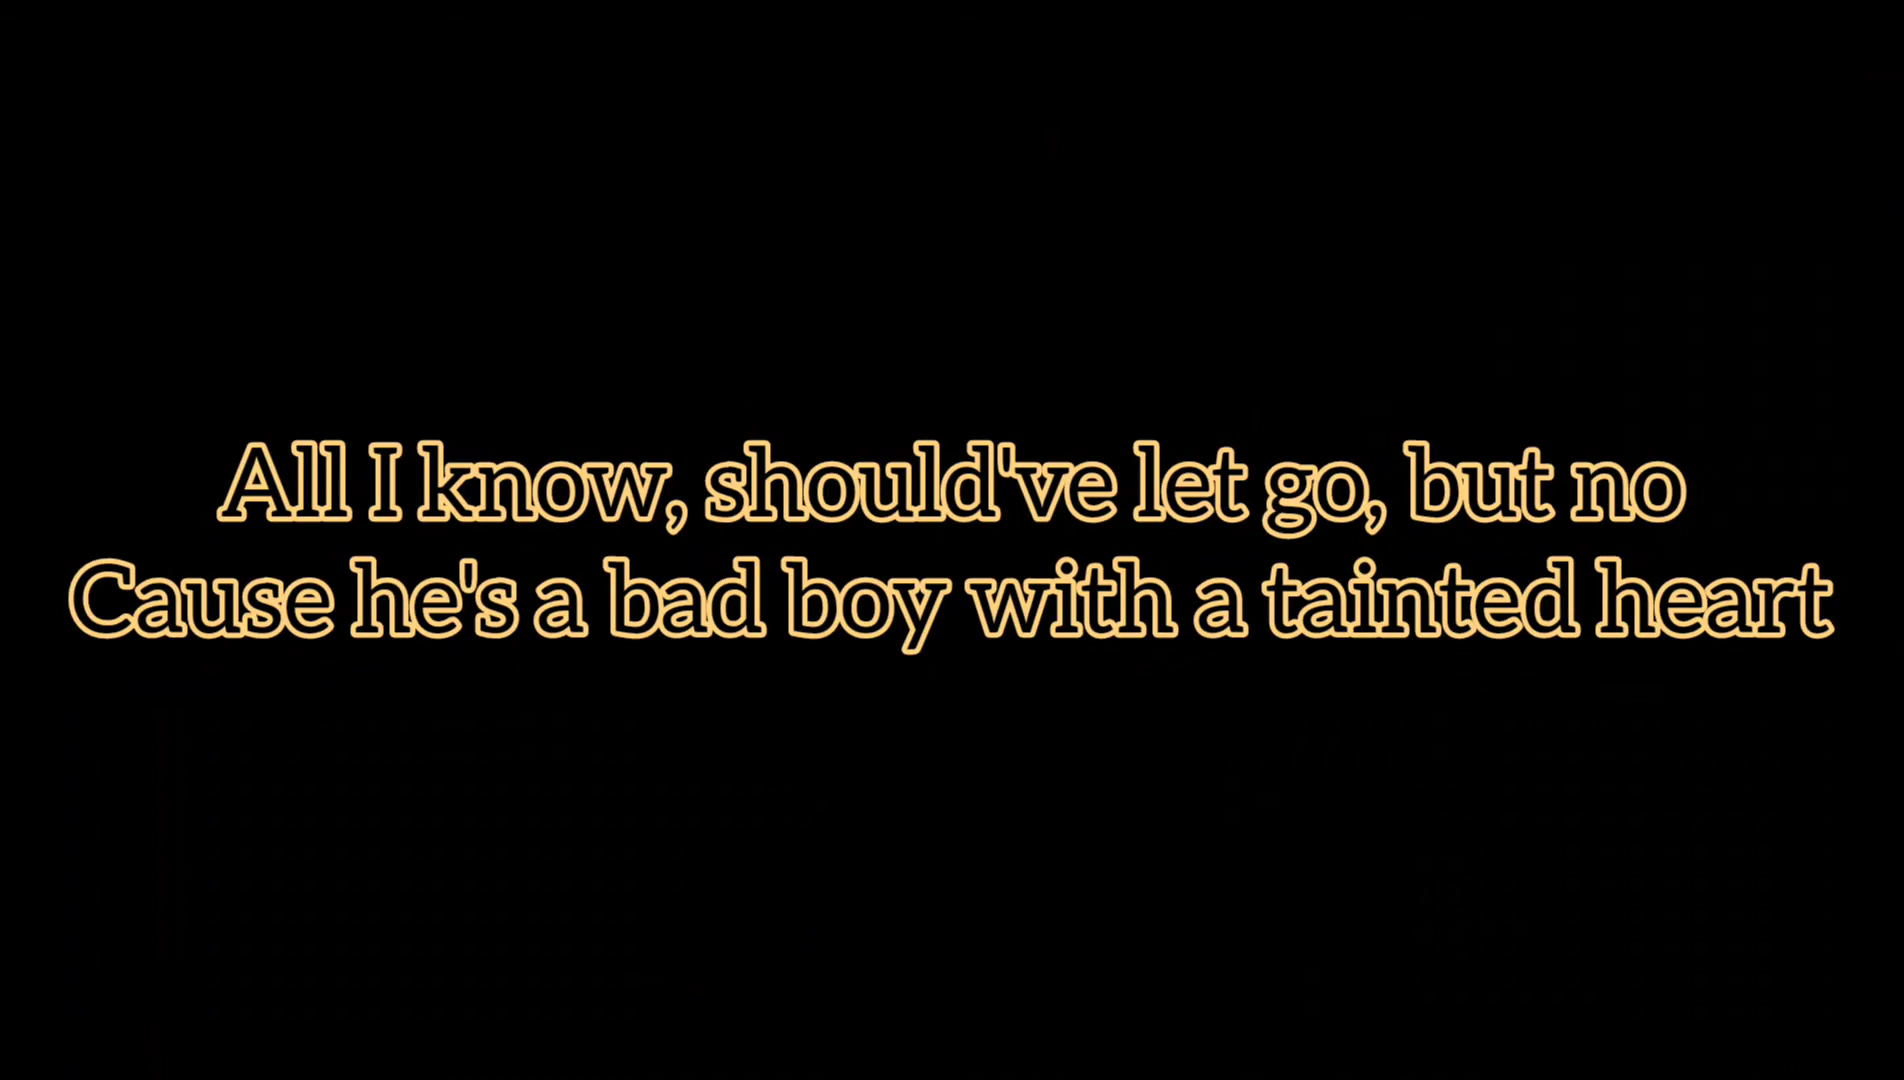 All I know, should've let go, but no
Cause he's a bad boy with a tainted heart